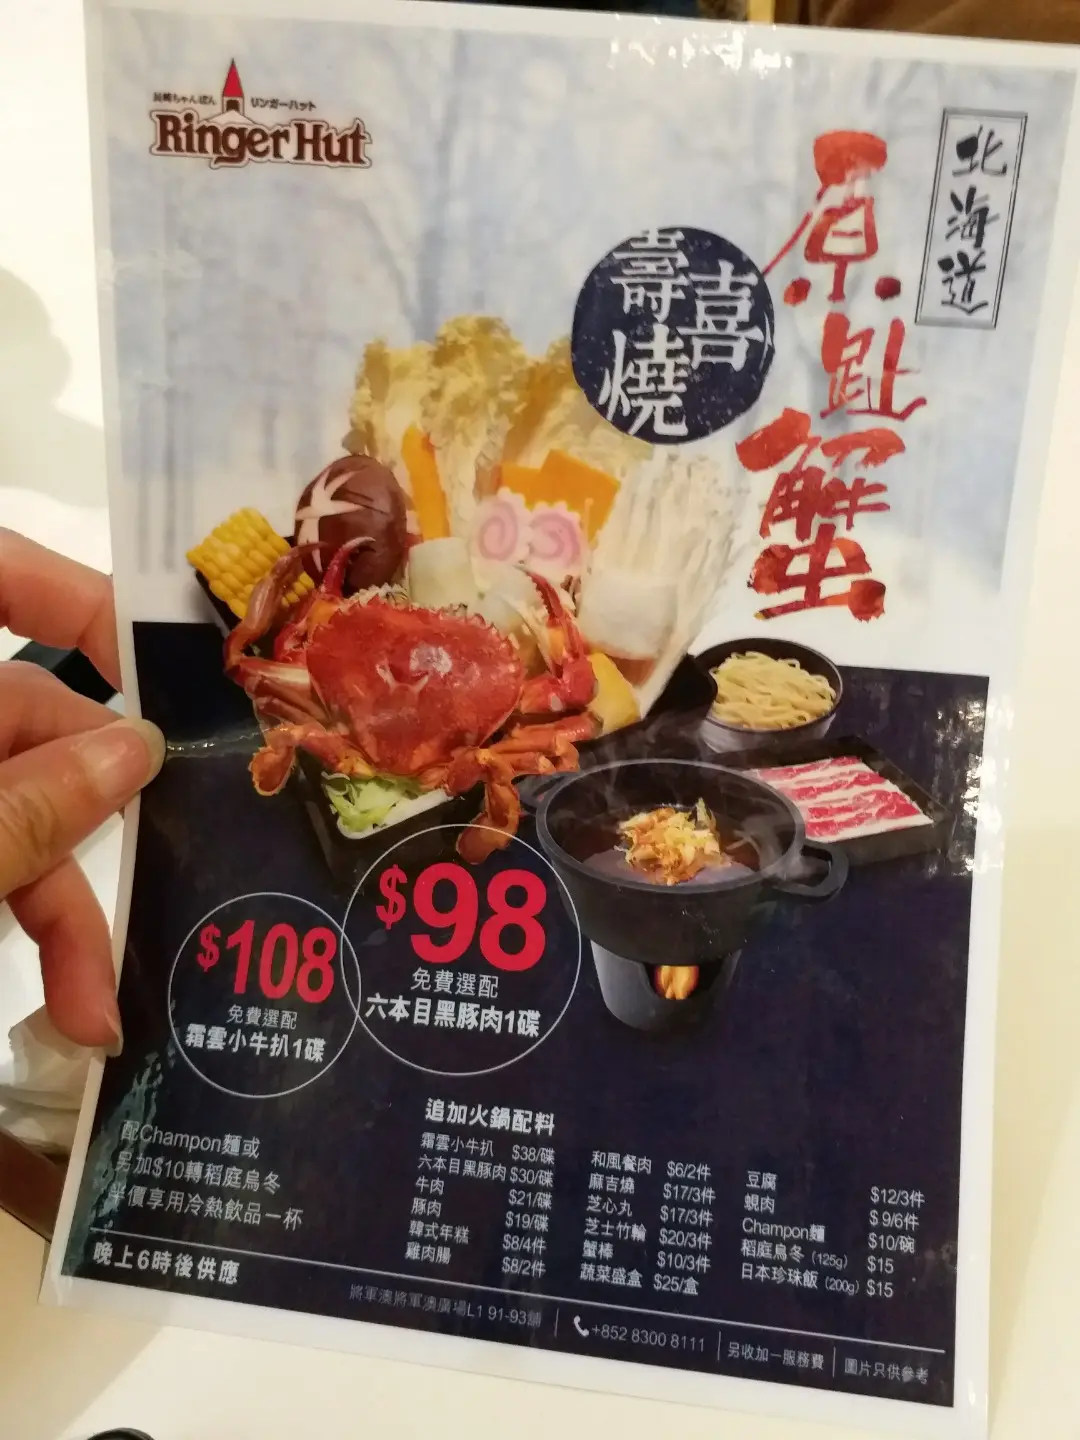 長崎ちゃんぽん リンガーハット
Ringer Hut
北海道
原趾蟹
壽喜燒
$98
免費選配
六本目黑豚肉1碟
$108
免費選配
霜雲小牛扒1碟
配Champon麵或
另加$10轉稻庭烏冬
半價享用冷熱飲品一杯
晚上6時後供應
追加火鍋配料
霜雲小牛扒 $38/碟
六本目黑豚肉 $30/碟
牛肉 $21/碟
豚肉 $19/碟
韓式年糕 $8/4件
雞肉腸 $8/2件
和風餐肉 $6/2件
麻吉燒 $17/3件
芝心丸 $17/3件
芝士竹輪 $20/3件
蟹棒 $10/3件
蔬菜盛盒 $25/盒
豆腐 $12/3件
蜆肉 $9/6件
Champon麵 $10/碗
稻庭烏冬 (125g) $15
日本珍珠飯 (200g) $15
將軍澳將軍澳廣場L1 91-93舖
+852 8300 8111
另收加一服務費
圖片只供參考